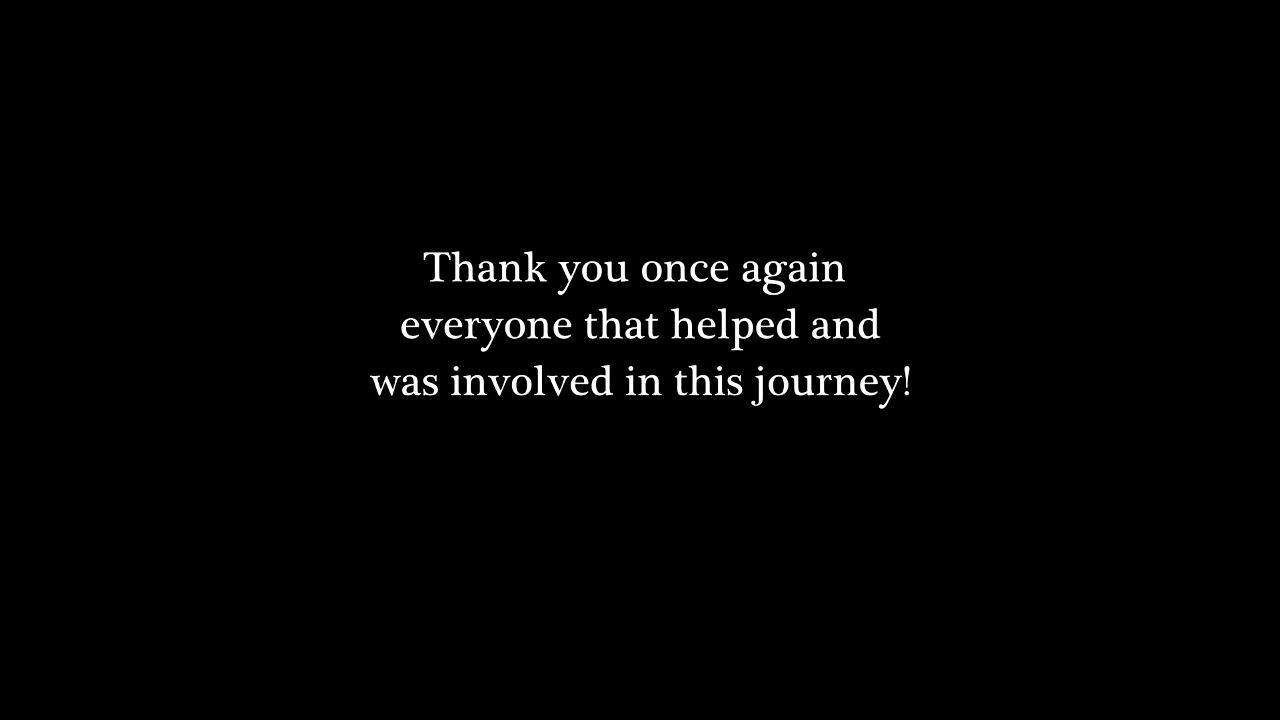 Thank you once again
everyone that helped and
was involved in this journey!